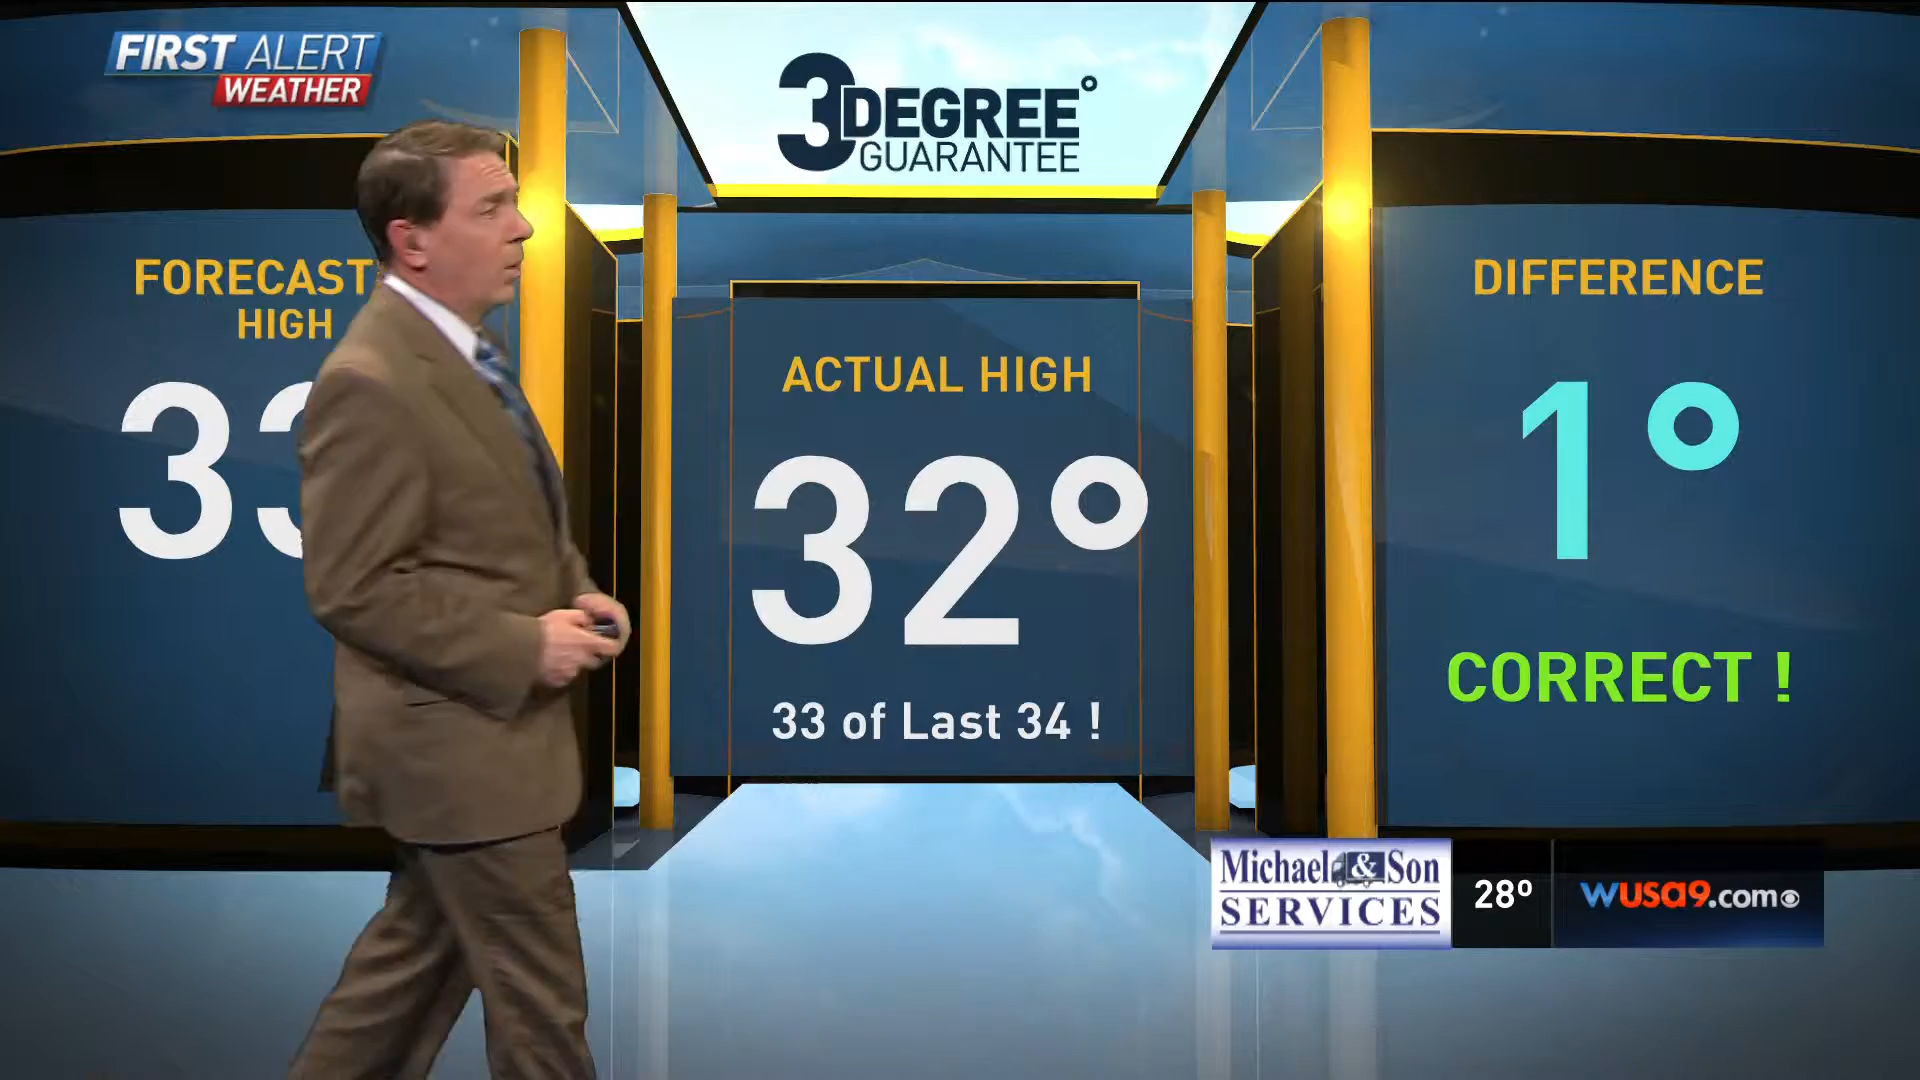 FIRST ALERT
WEATHER
3 DEGREE°
GUARANTEE
FORECAST
HIGH
33
ACTUAL HIGH
32°
33 of Last 34 !
DIFFERENCE
1°
CORRECT !
Michael & Son
SERVICES
28°
WUSA9.com